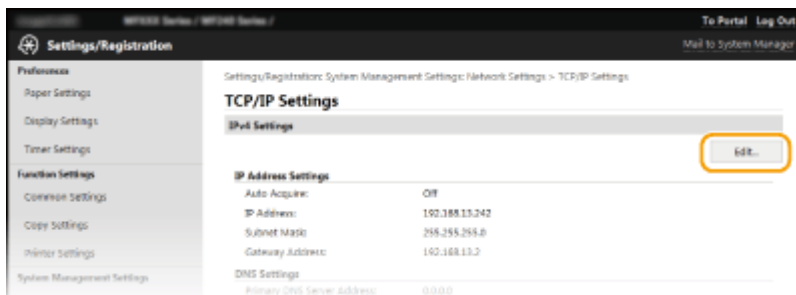 MFXXX Series / MF240 Series /
To Portal Log Out
Settings/Registration
Mail to System Manager
Preferences
Paper Settings
Display Settings
Timer Settings
Function Settings
Common Settings
Copy Settings
Printer Settings
System Management Settings
Settings/Registration: System Management Settings: Network Settings > TCP/IP Settings
TCP/IP Settings
IPv4 Settings
Edit...
IP Address Settings
Auto Acquire: Off
IP Address: 192.168.13.242
Subnet Mask: 255.255.255.0
Gateway Address: 192.168.13.2
DNS Settings
Primary DNS Server Address: 0.0.0.0